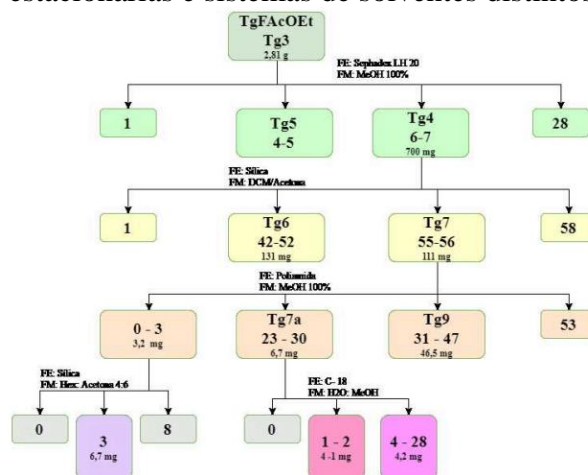 estacionárias e sistemas de solventes distintos
TgFAcOEt
Tg3
2,81 g
FE: Sephadex LH 20
FM: MeOH 100%
1
Tg5
4-5
Tg4
6-7
700 mg
28
FE: Sílica
FM: DCM/Acetona
1
Tg6
42-52
131 mg
Tg7
55-56
111 mg
58
FE: Poliamida
FM: MeOH 100%
0 - 3
3,2 mg
Tg7a
23 - 30
6,7 mg
Tg9
31 - 47
46,5 mg
53
FE: Sílica
FM: Hex: Acetona 4:6
FE: C- 18
FM: H2O: MeOH
0
3
6,7 mg
8
0
1 - 2
4 -1 mg
4 - 28
4,2 mg